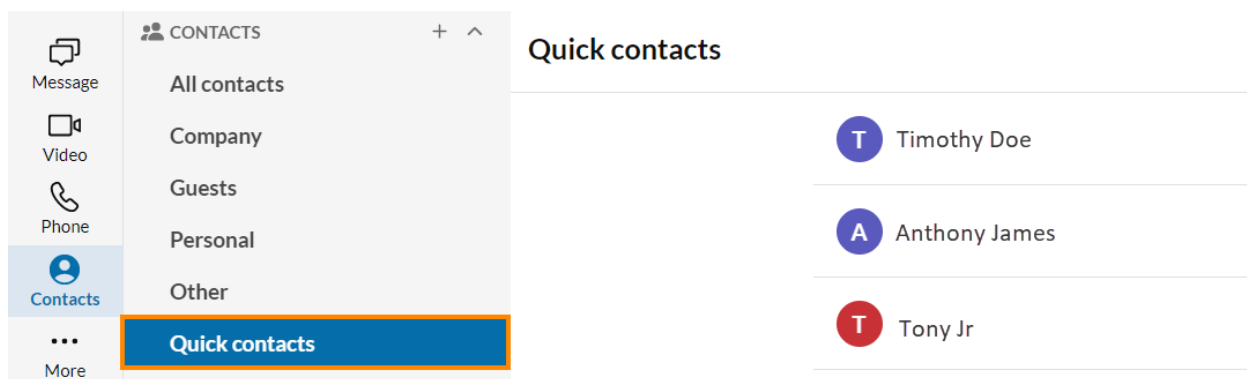 Message
Video
Phone
Contacts
More
CONTACTS
All contacts
Company
Guests
Personal
Other
Quick contacts
Quick contacts
T Timothy Doe
A Anthony James
T Tony Jr